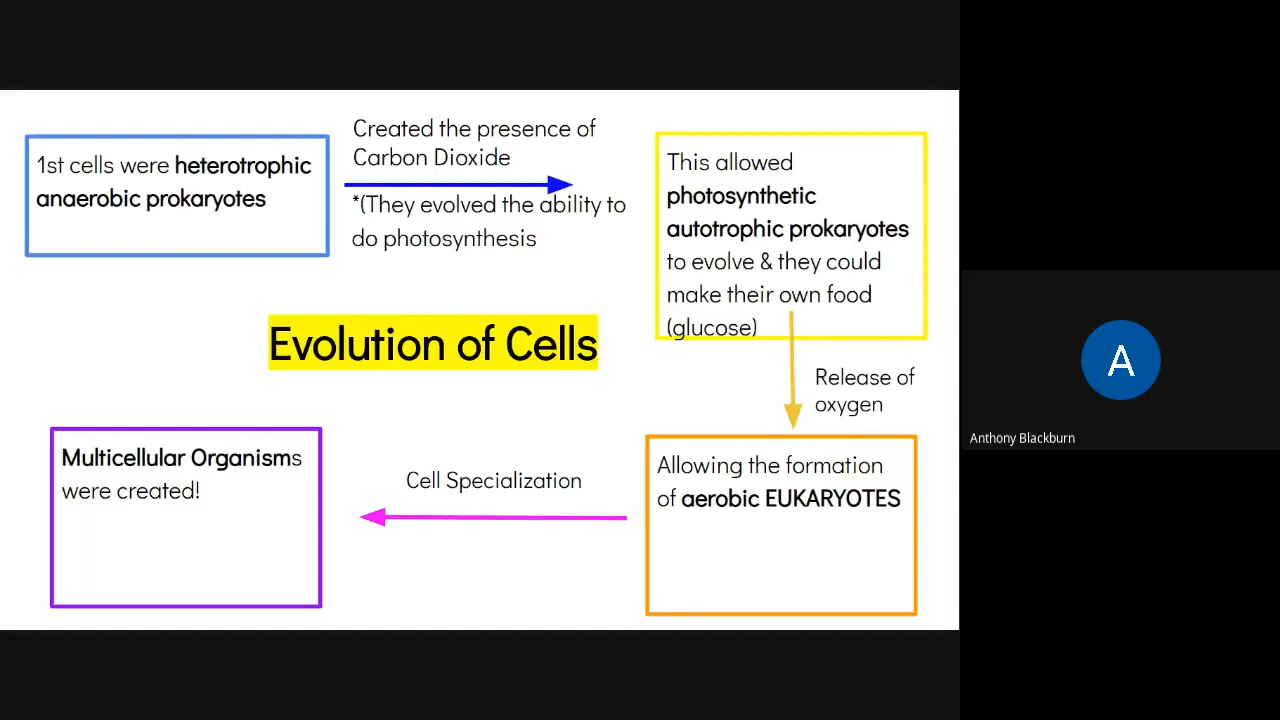 1st cells were heterotrophic
anaerobic prokaryotes
Created the presence of
Carbon Dioxide
*(They evolved the ability to
do photosynthesis
This allowed
photosynthetic
autotrophic prokaryotes
to evolve & they could
make their own food
(glucose)
Evolution of Cells
Release of
oxygen
Allowing the formation
of aerobic EUKARYOTES
Cell Specialization
Multicellular Organisms
were created!
A
Anthony Blackburn